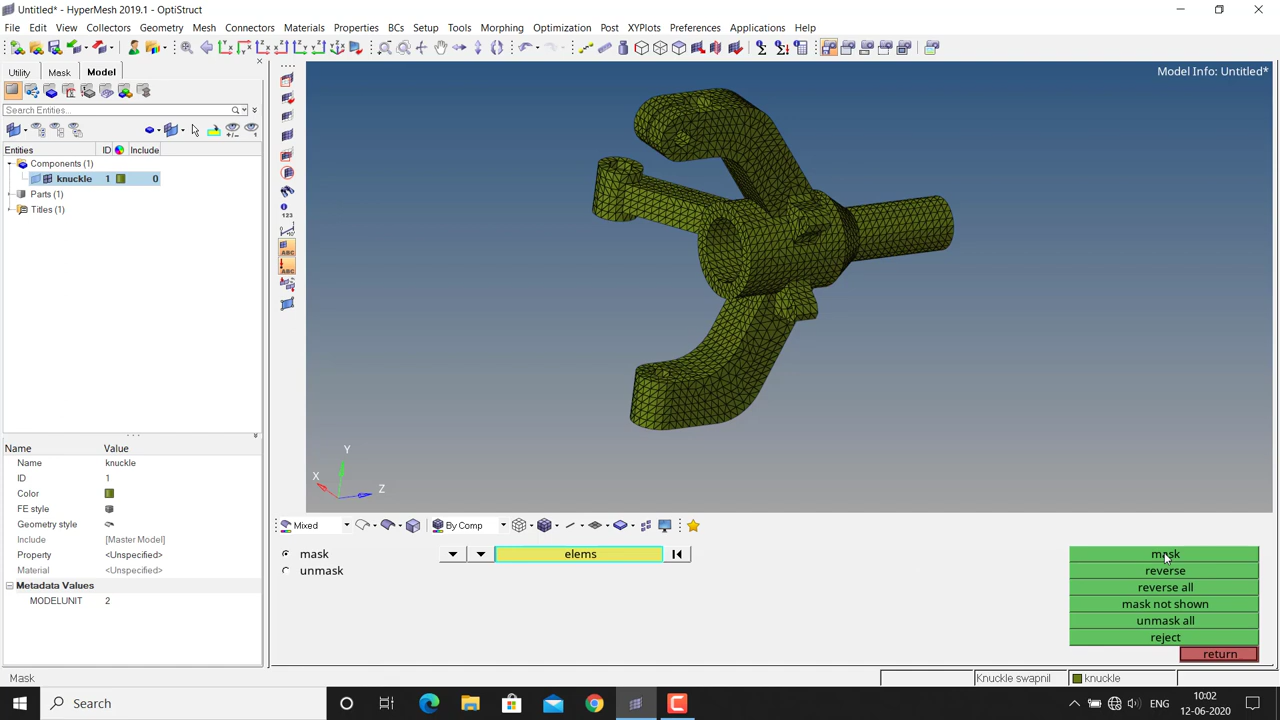 Untitled* - HyperMesh 2019.1 - OptiStruct
File Edit View Collectors Geometry Mesh Connectors Materials Properties BCs Setup Tools Morphing Optimization Post XYPlots Preferences Applications Help
Utility Mask Model
Model Info: Untitled*
Search Entities...
Entities ID Include
Components (1)
knuckle 1 0
Parts (1)
Titles (1)
123
ABC
ABC
Name Value
Name knuckle
ID 1
Color
FE style
Geometry style
Include [Master Model]
Property <Unspecified>
Material <Unspecified>
Metadata Values
MODELUNIT 2
Y
X
Z
Mixed By Comp
mask elems
unmask
mask
reverse
reverse all
mask not shown
unmask all
reject
return
Mask Knuckle swapnil knuckle
Search
ENG
10:02
12-06-2020